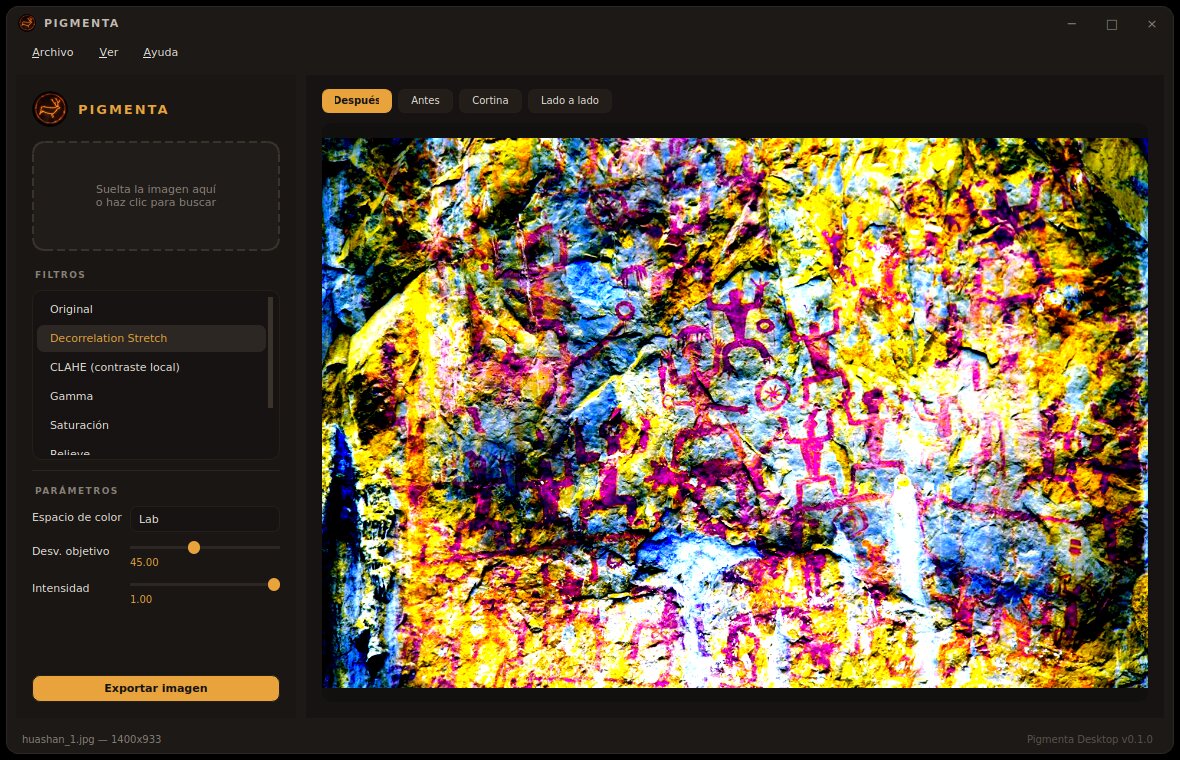 PIGMENTA
Archivo Ver Ayuda
PIGMENTA
Suelta la imagen aquí
o haz clic para buscar
FILTROS
Original
Decorrelation Stretch
CLAHE (contraste local)
Gamma
Saturación
Relieve
PARÁMETROS
Espacio de color Lab
Desv. objetivo
45.00
Intensidad
1.00
Exportar imagen
Después Antes Cortina Lado a lado
huashan_1.jpg — 1400x933
Pigmenta Desktop v0.1.0